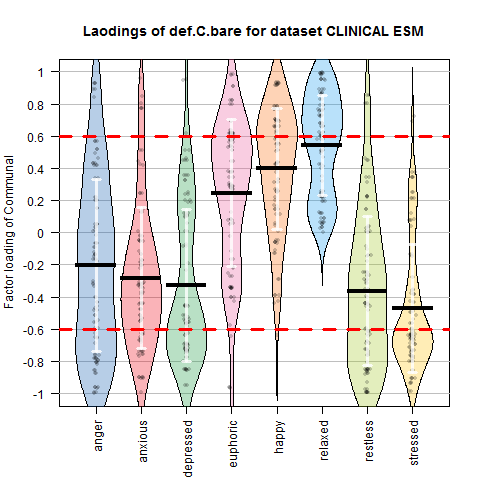 Laodings of def.C.bare for dataset CLINICAL ESM
Factor loading of Communal
1
0.8
0.6
0.4
0.2
0
-0.2
-0.4
-0.6
-0.8
-1
anger
anxious
depressed
euphoric
happy
relaxed
restless
stressed